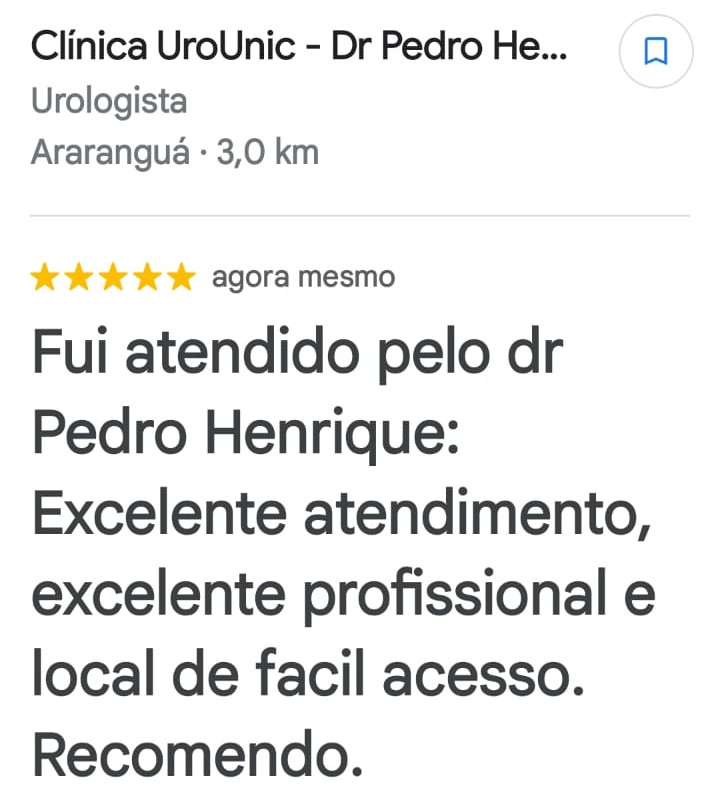 Clínica UroUnic - Dr Pedro He...
Urologista
Araranguá · 3,0 km
agora mesmo
Fui atendido pelo dr
Pedro Henrique:
Excelente atendimento,
excelente profissional e
local de facil acesso.
Recomendo.